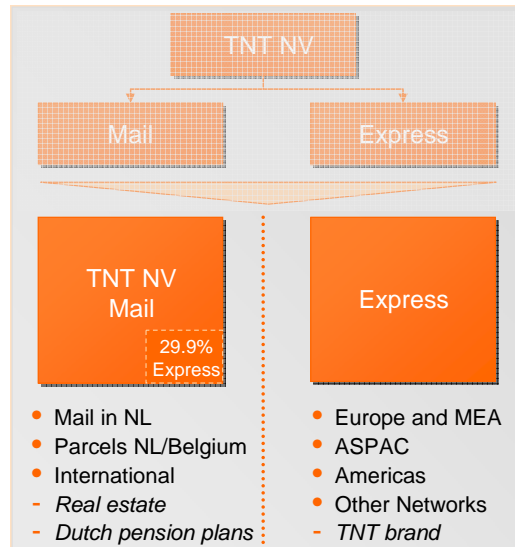 TNT NV
Mail
Express
TNT NV
Mail
29.9%
Express
Express
• Mail in NL
• Parcels NL/Belgium
• International
- Real estate
- Dutch pension plans
• Europe and MEA
• ASPAC
• Americas
• Other Networks
- TNT brand